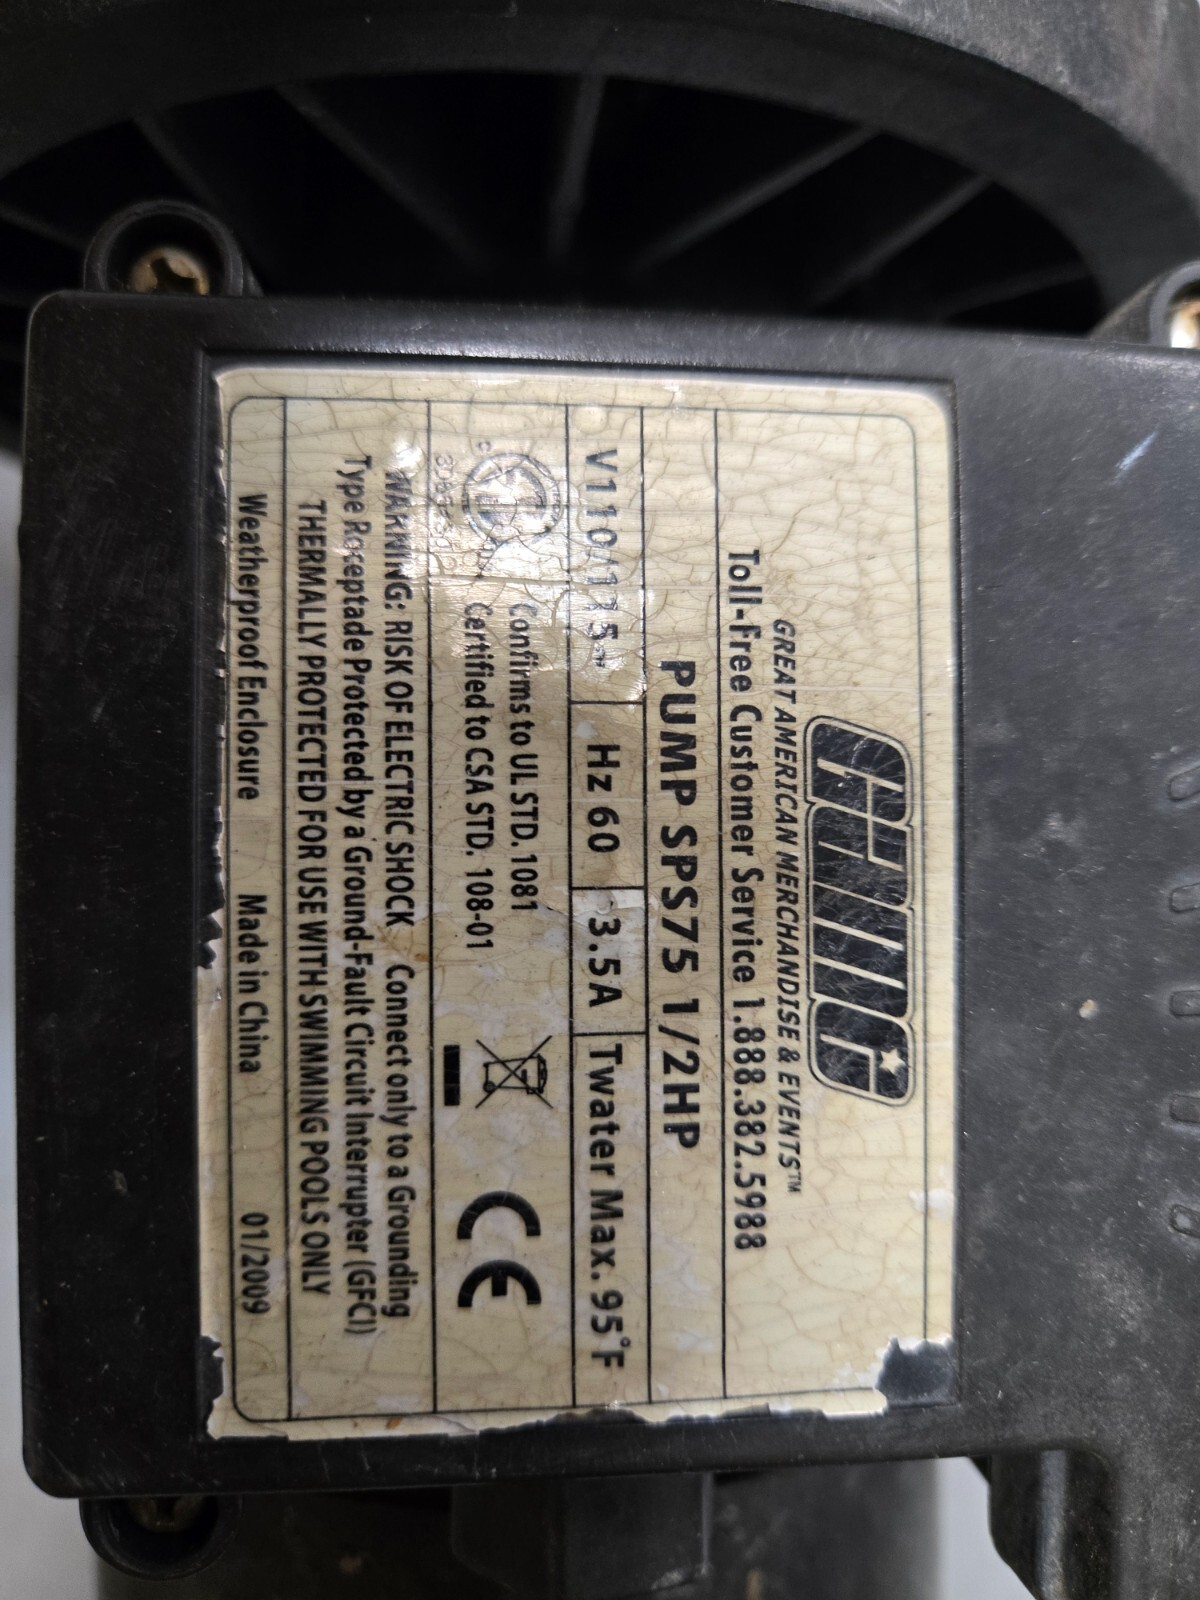 GAME
GREAT AMERICAN MERCHANDISE & EVENTS™
Toll-Free Customer Service 1.888.382.5988
PUMP SPS75 1/2HP
V110/115~ Hz 60 3.5A Twater Max. 95°F
Confirms to UL STD. 1081
Certified to CSA STD. 108-01
CE
WARNING: RISK OF ELECTRIC SHOCK Connect only to a Grounding
Type Receptade Protected by a Ground-Fault Circuit Interrupter (GFCI)
THERMALLY PROTECTED FOR USE WITH SWIMMING POOLS ONLY
Weatherproof Enclosure Made in China 01/2009